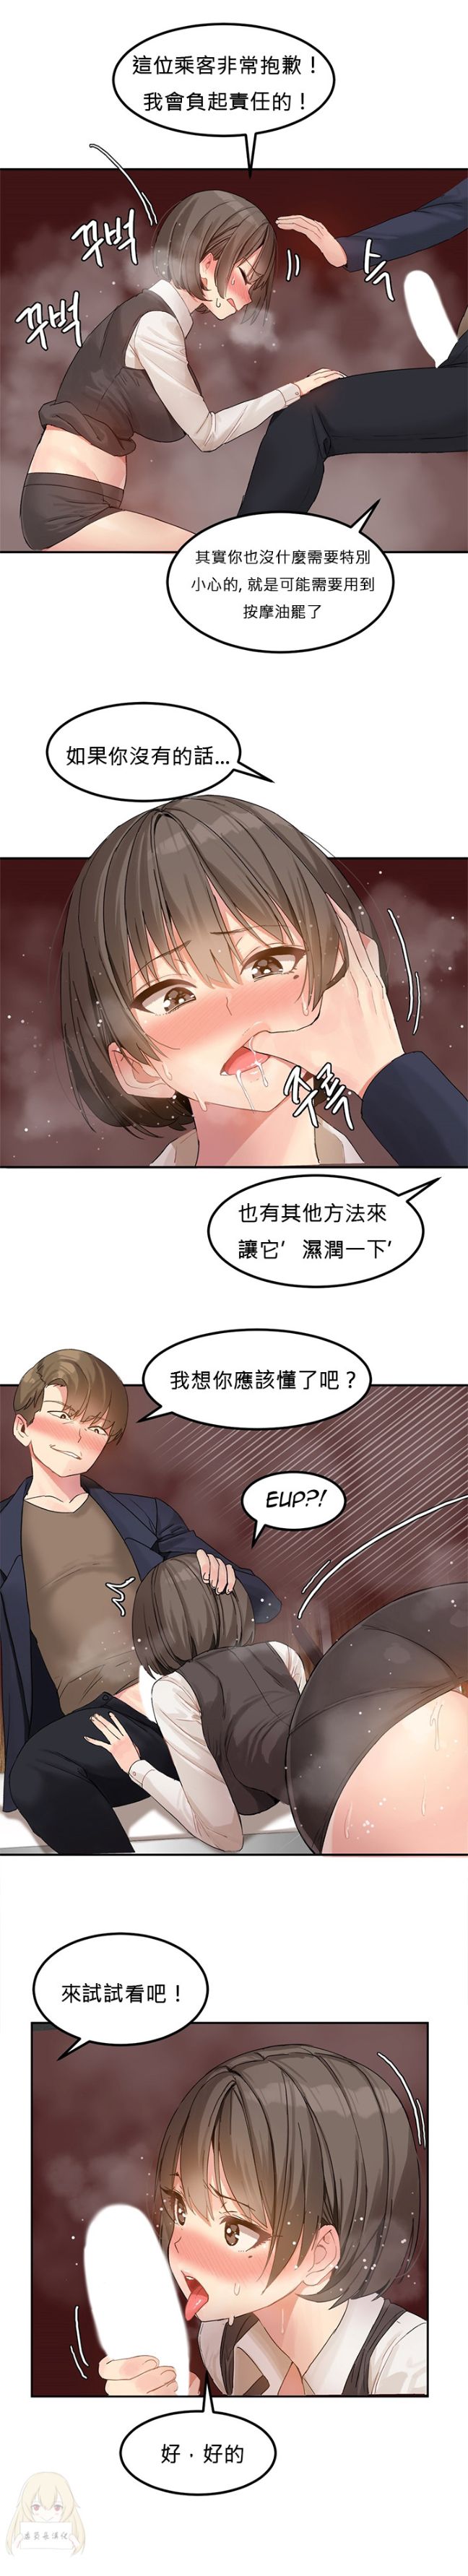 這位乘客非常抱歉！
我會負起責任的！
꾸벅
꾸벅
스윽
其實你也沒什麼需要特別
小心的, 就是可能需要用到
按摩油罷了
如果你沒有的話...
수윽
也有其他方法來
讓它’濕潤一下’
我想你應該懂了吧？
EUP?!
來試試看吧！
好，好的